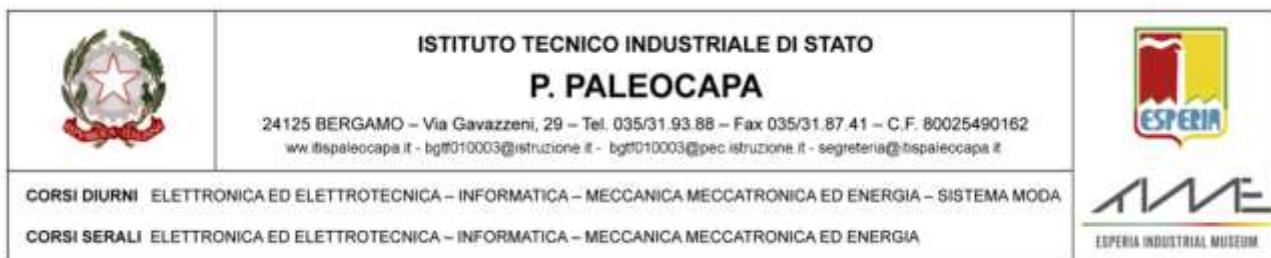 ISTITUTO TECNICO INDUSTRIALE DI STATO
P. PALEOCAPA
24125 BERGAMO – Via Gavazzeni, 29 – Tel. 035/31.93.88 – Fax 035/31.87.41 – C.F. 80025490162
ww.itispaleocapa.it - bgtf010003@istruzione.it - bgtf010003@pec.istruzione.it - segreteria@itispaleocapa.it
ESPERIA
CORSI DIURNI ELETTRONICA ED ELETTROTECNICA – INFORMATICA – MECCANICA MECCATRONICA ED ENERGIA – SISTEMA MODA
CORSI SERALI ELETTRONICA ED ELETTROTECNICA – INFORMATICA – MECCANICA MECCATRONICA ED ENERGIA
ESPERIA INDUSTRIAL MUSEUM